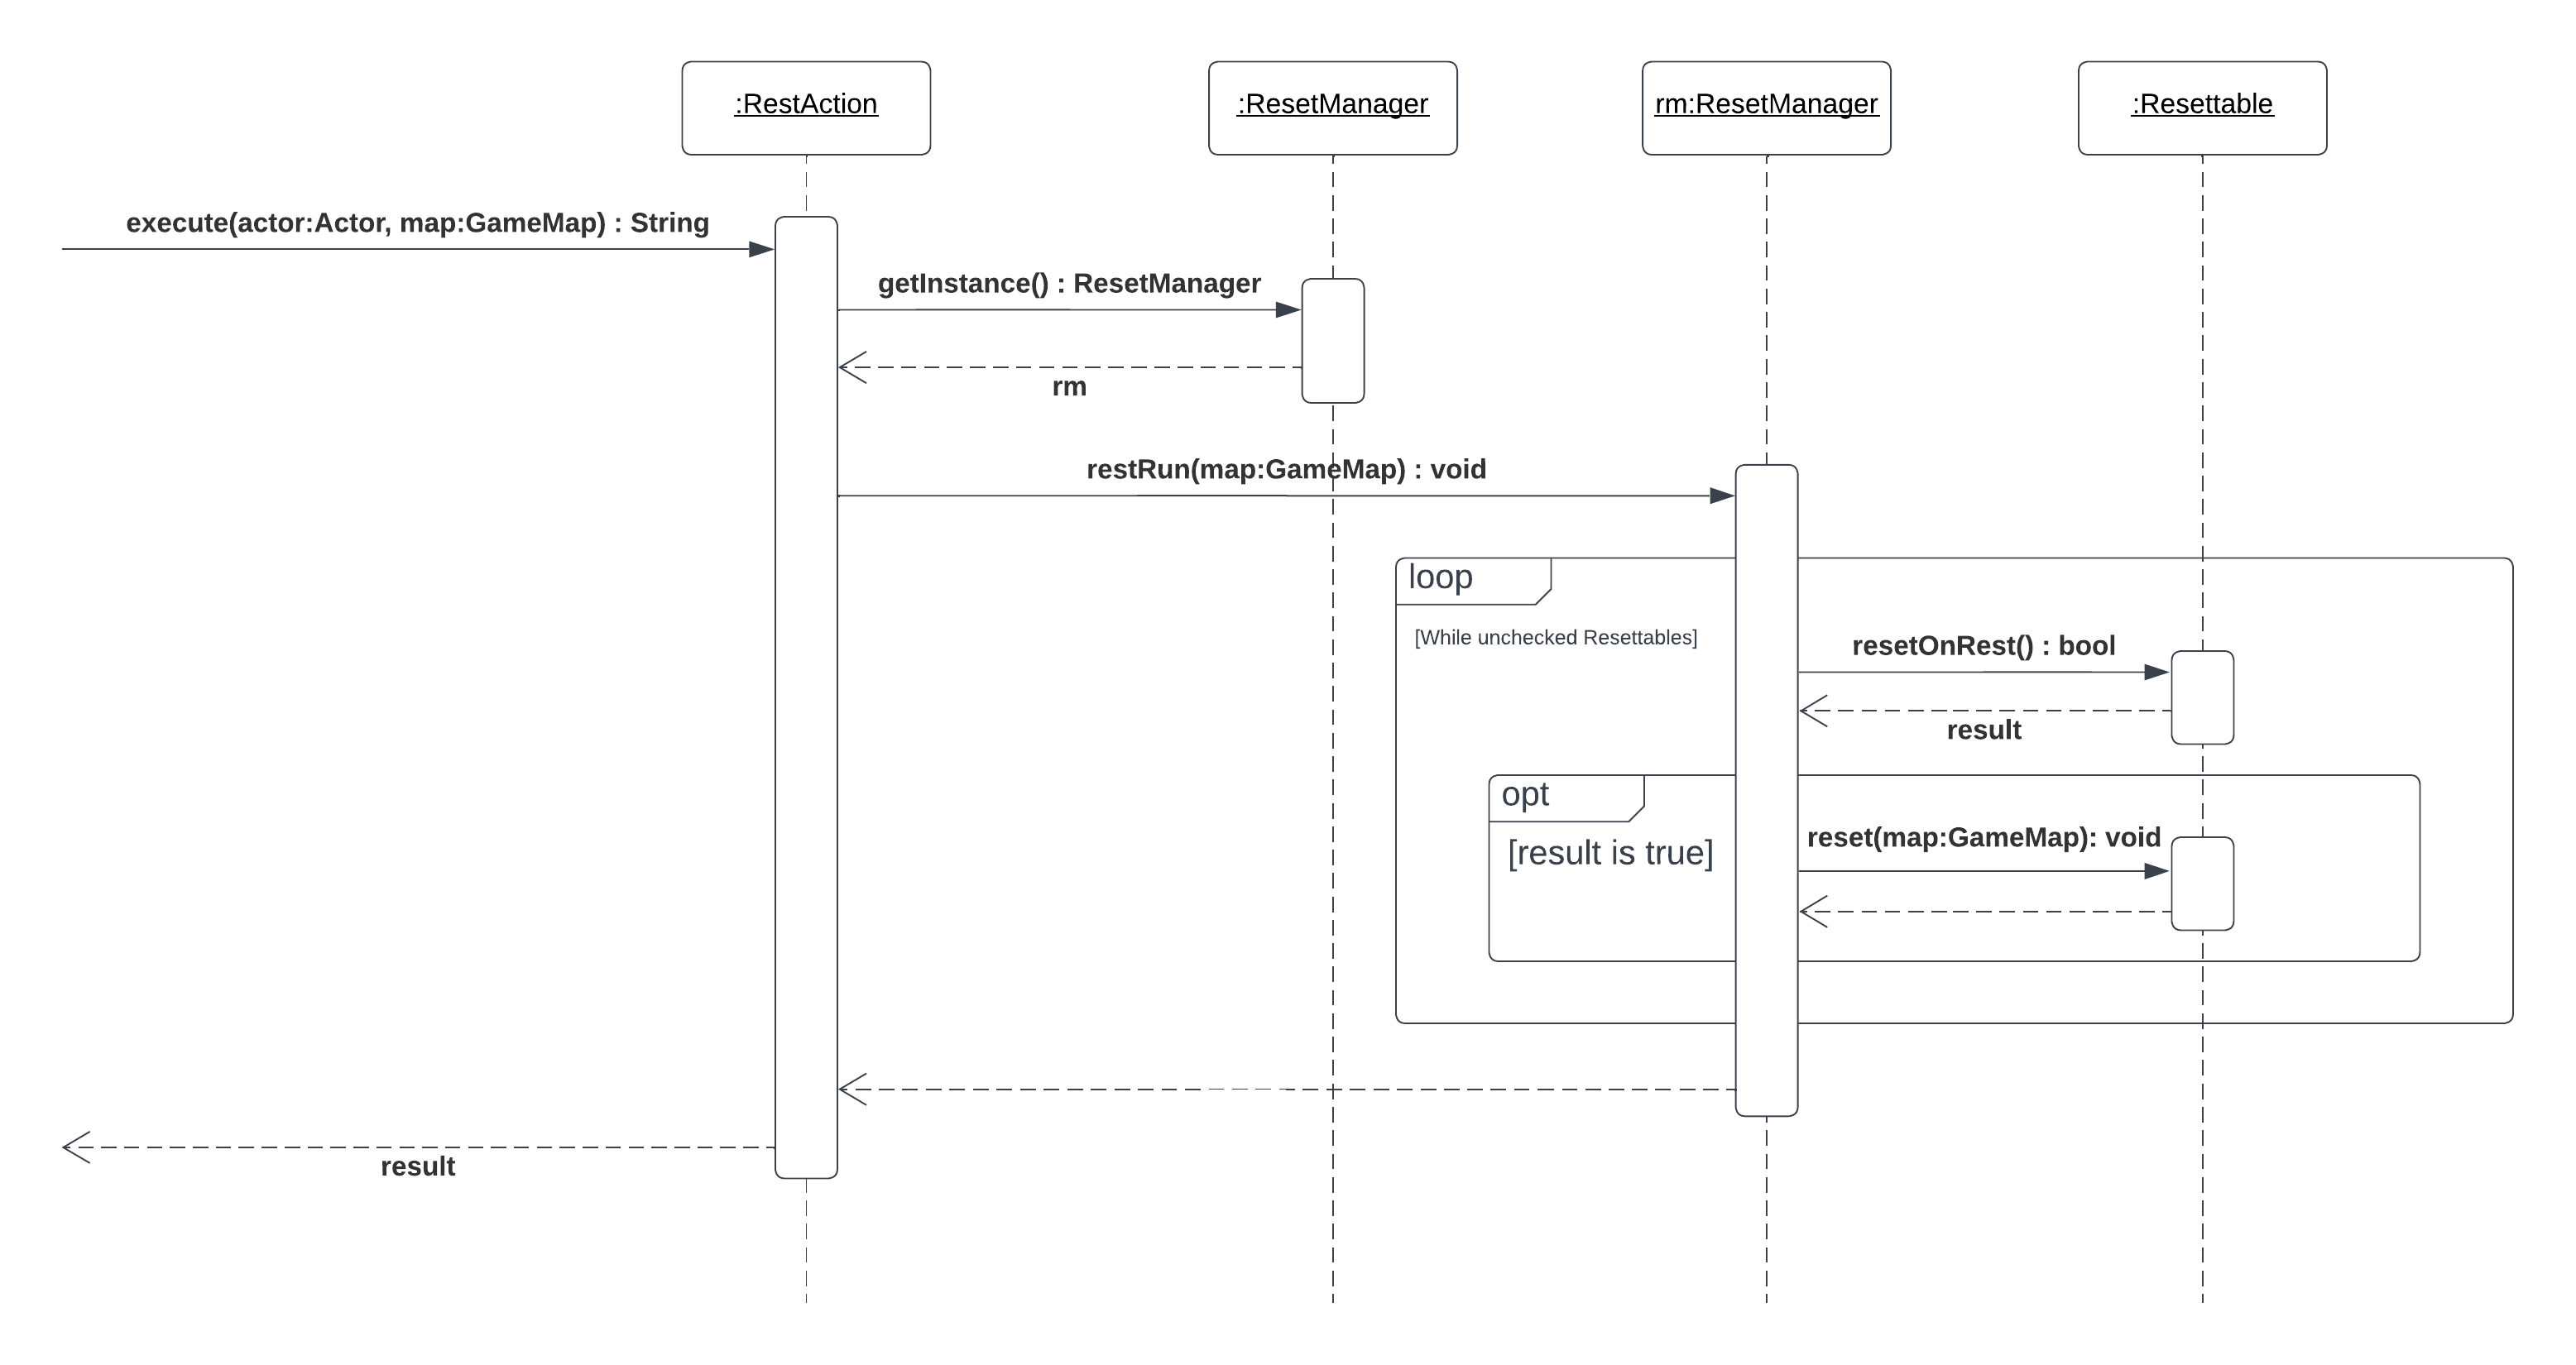 :RestAction
:ResetManager
rm:ResetManager
:Resettable
execute(actor:Actor, map:GameMap) : String
getInstance() : ResetManager
rm
restRun(map:GameMap) : void
loop
[While unchecked Resettables]
resetOnRest() : bool
result
opt
reset(map:GameMap): void
[result is true]
result